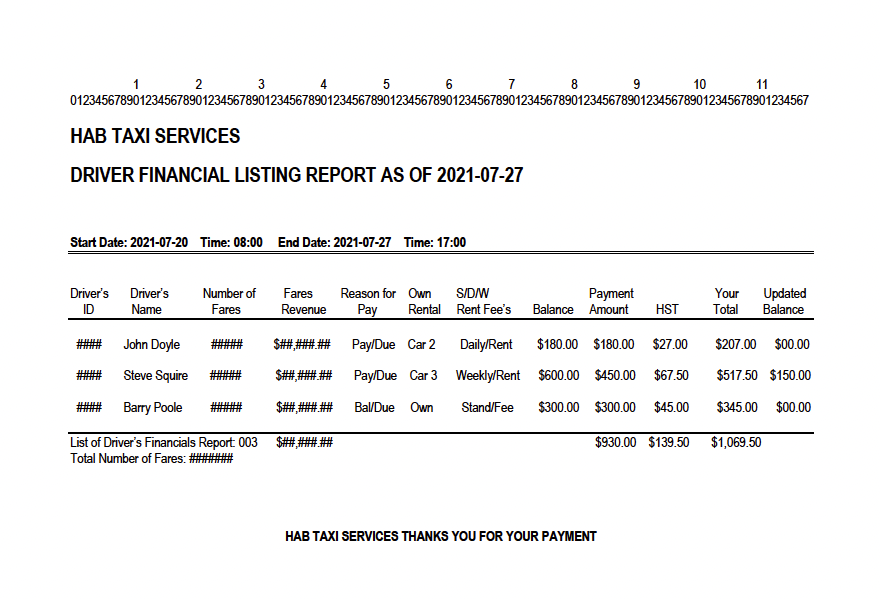 1 2 3 4 5 6 7 8 9 10 11
0123456789012345678901234567890123456789012345678901234567890123456789012345678901234567890123456789012345678901234567
HAB TAXI SERVICES
DRIVER FINANCIAL LISTING REPORT AS OF 2021-07-27
Start Date: 2021-07-20 Time: 08:00 End Date: 2021-07-27 Time: 17:00
Driver's Driver's Number of Fares Reason for Own S/D/W Payment Your Updated
ID Name Fares Revenue Pay Rental Rent Fee's Balance Amount HST Total Balance
#### John Doyle ##### $##,###.## Pay/Due Car 2 Daily/Rent $180.00 $180.00 $27.00 $207.00 $00.00
#### Steve Squire ##### $##,###.## Pay/Due Car 3 Weekly/Rent $600.00 $450.00 $67.50 $517.50 $150.00
#### Barry Poole ##### $##,###.## Bal/Due Own Stand/Fee $300.00 $300.00 $45.00 $345.00 $00.00
List of Driver's Financials Report: 003 $##,###.## $930.00 $139.50 $1,069.50
Total Number of Fares: #######
HAB TAXI SERVICES THANKS YOU FOR YOUR PAYMENT